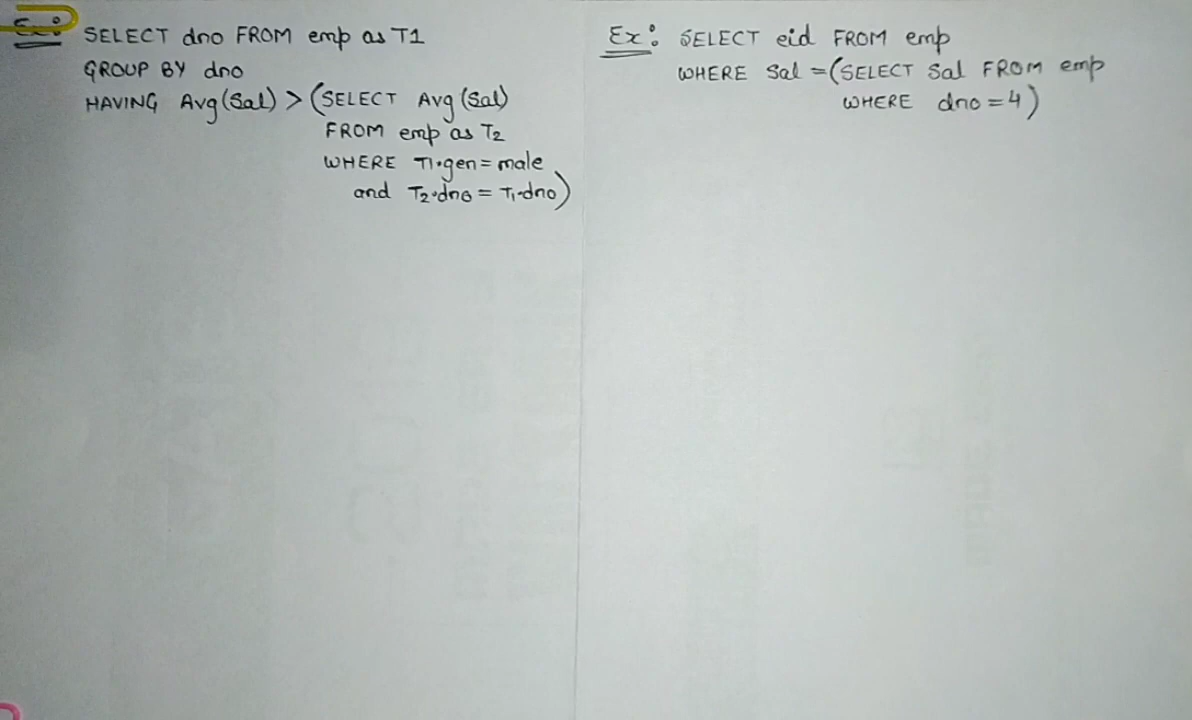 Ex: SELECT dno FROM emp as T1
GROUP BY dno
HAVING Avg(Sal) > (SELECT Avg(Sal)
FROM emp as T2
WHERE T1.gen = male
and T2.dno = T1.dno)
Ex: SELECT eid FROM emp
WHERE Sal = (SELECT Sal FROM emp
WHERE dno = 4)